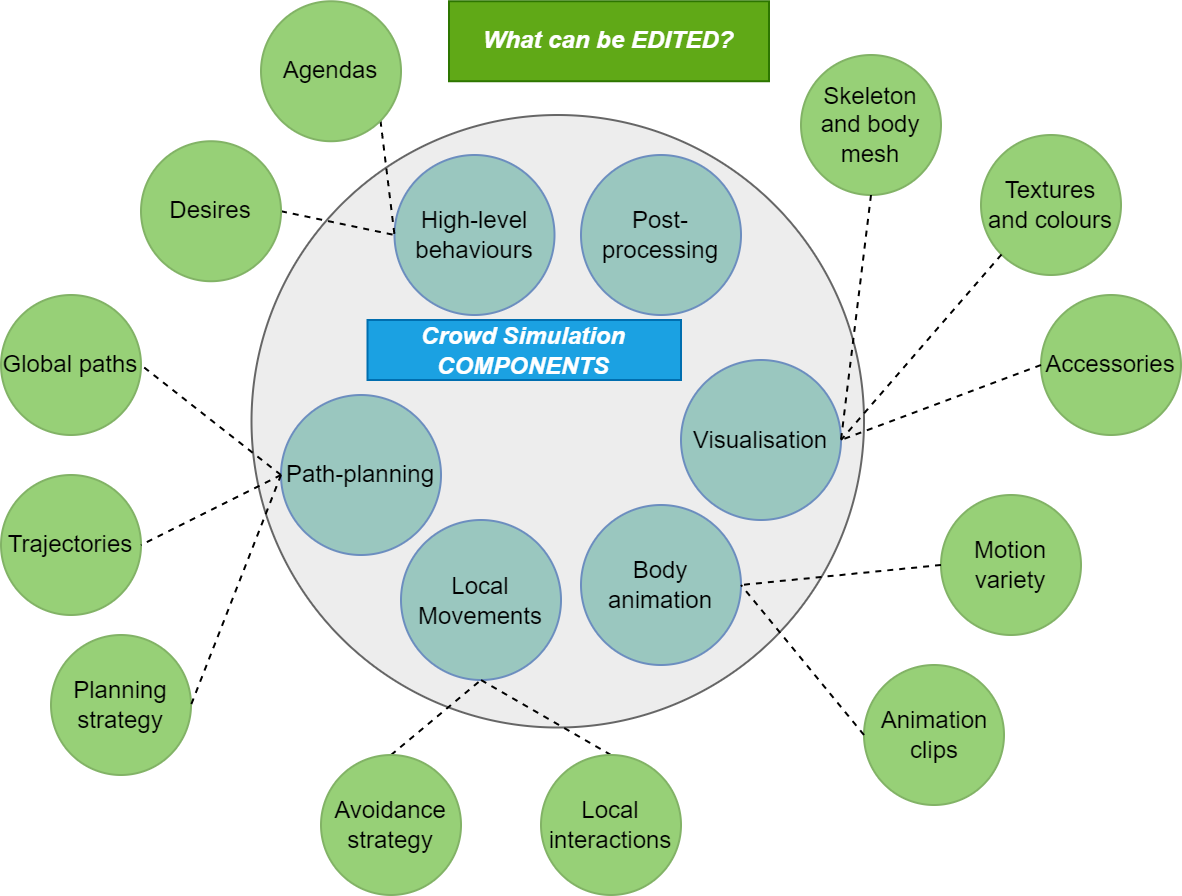 What can be EDITED?
Agendas
Skeleton
and body
mesh
Desires
Textures
and colours
High-level
behaviours
Post-
processing
Crowd Simulation
COMPONENTS
Global paths
Accessories
Visualisation
Path-planning
Trajectories
Motion
variety
Body
animation
Local
Movements
Planning
strategy
Animation
clips
Avoidance
strategy
Local
interactions